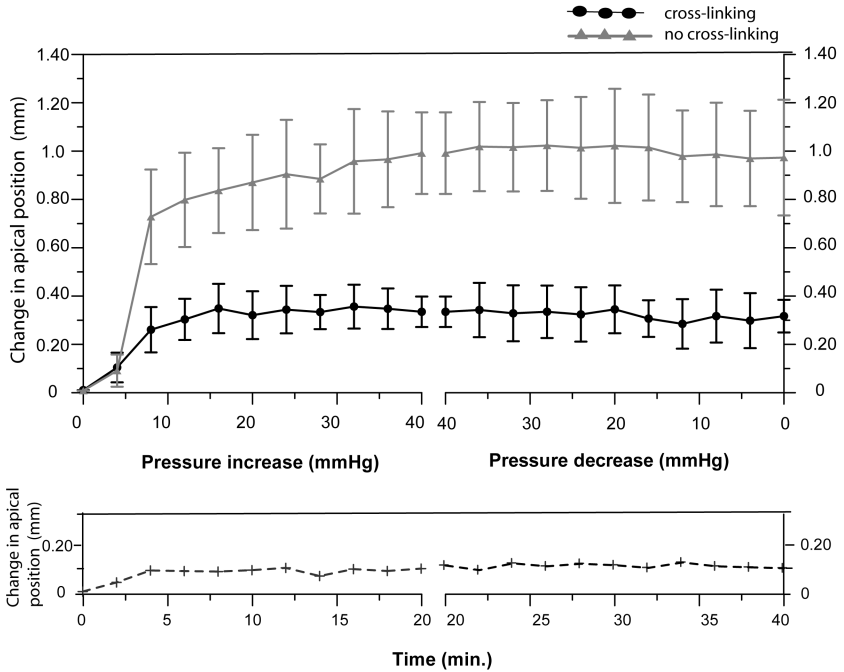 cross-linking
no cross-linking
1.40 1.40
1.20 1.20
1.0 1.0
0.80 0.80
0.60 0.60
0.40 0.40
0.20 0.20
0 0
Change in apical position (mm)
0 10 20 30 40 40 30 20 10 0
Pressure increase (mmHg) Pressure decrease (mmHg)
Change in apical
position (mm)
0.20 0.20
0 0
0 5 10 15 20 20 25 30 35 40
Time (min.)